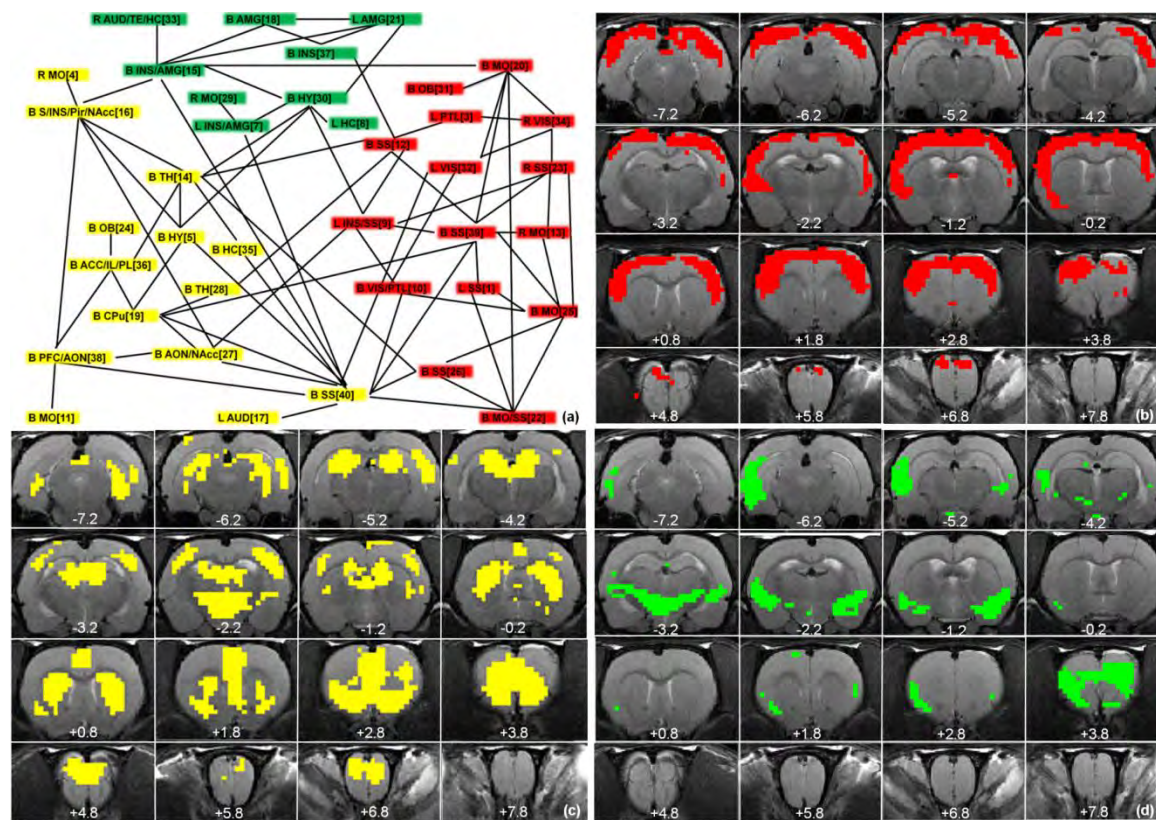 R AUD/TE/HC[33]
B AMG[18]
L AMG[21]
B INS[37]
R MO[4]
B INS/AMG[15]
B MO[20]
B OB[31]
B S/INS/Pir/NAcc[16]
R MO[29]
B HY[30]
L PTL[3]
R VIS[34]
L INS/AMG[7]
L HC[8]
B SS[12]
L VIS[32]
R SS[23]
B TH[14]
B OB[24]
L INS/SS[9]
B HY[5]
B HC[35]
B SS[39]
R MO[13]
B ACC/IL/PL[36]
B TH[28]
B VIS/PTL[10]
L SS[1]
B CPu[19]
B MO[25]
B PFC/AON[38]
B AON/NAcc[27]
B SS[26]
B SS[40]
B MO[11]
L AUD[17]
B MO/SS[22]
(a)
-7.2
-6.2
-5.2
-4.2
-3.2
-2.2
-1.2
-0.2
+0.8
+1.8
+2.8
+3.8
+4.8
+5.8
+6.8
+7.8
(b)
-7.2
-6.2
-5.2
-4.2
-3.2
-2.2
-1.2
-0.2
+0.8
+1.8
+2.8
+3.8
+4.8
+5.8
+6.8
+7.8
(c)
-7.2
-6.2
-5.2
-4.2
-3.2
-2.2
-1.2
-0.2
+0.8
+1.8
+2.8
+3.8
+4.8
+5.8
+6.8
+7.8
(d)